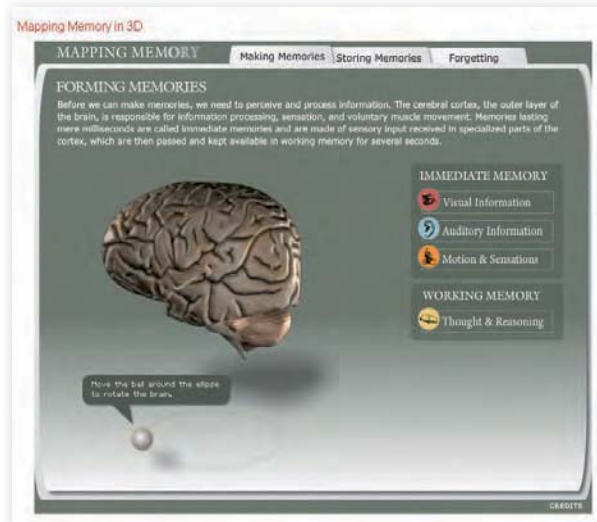 Mapping Memory in 3D
MAPPING MEMORY
Making Memories
Storing Memories
Forgetting
FORMING MEMORIES
Before we can make memories, we need to perceive and process information. The cerebral cortex, the outer layer of
the brain, is responsible for information processing, sensation, and voluntary muscle movement. Memories lasting
mere milliseconds are called immediate memories and are made of sensory input received in specialized parts of the
cortex, which are then passed and kept available in working memory for several seconds.
IMMEDIATE MEMORY
Visual Information
Auditory Information
Motion & Sensations
WORKING MEMORY
Thought & Reasoning
Move the ball around the ellipse
to rotate the brain.
CREDITS